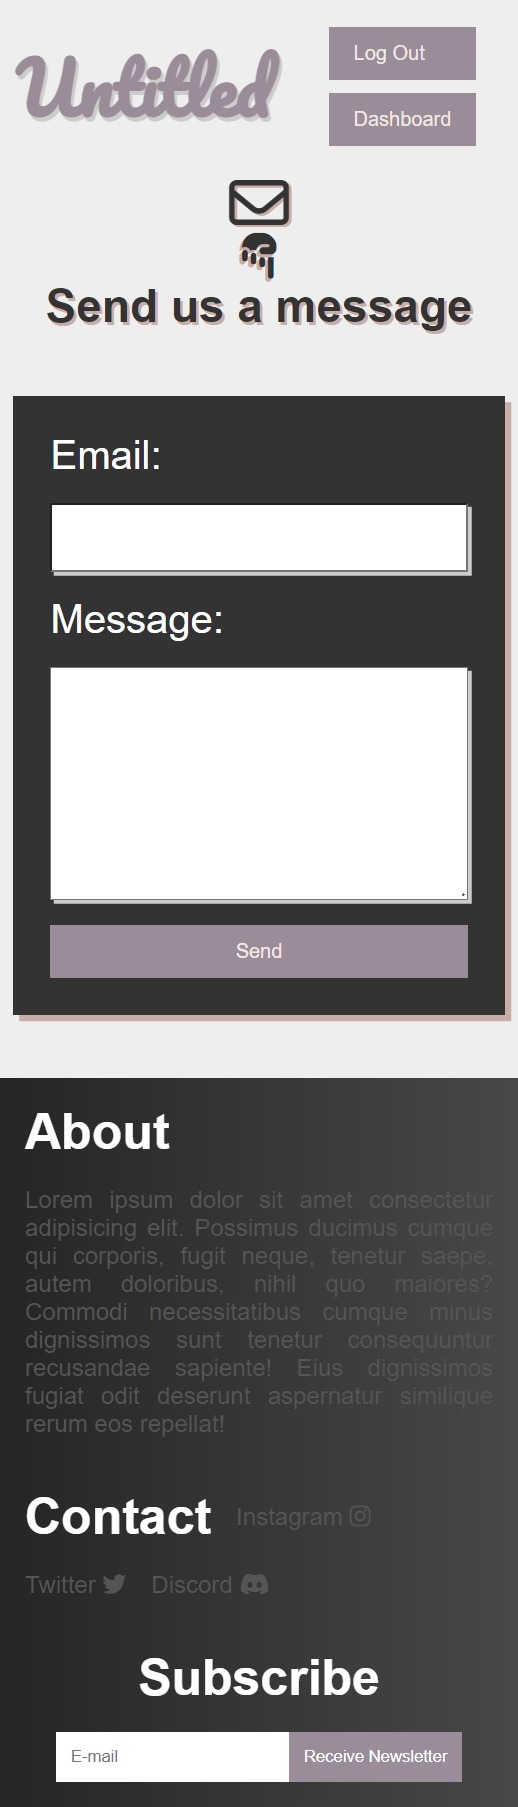 Untitled
Log Out
Dashboard
Send us a message
Email:
Message:
Send
About
Lorem ipsum dolor sit amet consectetur
adipisicing elit. Possimus ducimus cumque
qui corporis, fugit neque, tenetur saepe,
autem doloribus, nihil quo maiores?
Commodi necessitatibus cumque minus
dignissimos sunt tenetur consequuntur
recusandae sapiente! Eius dignissimos
fugiat odit deserunt aspernatur similique
rerum eos repellat!
Contact Instagram
Twitter Discord
Subscribe
E-mail Receive Newsletter